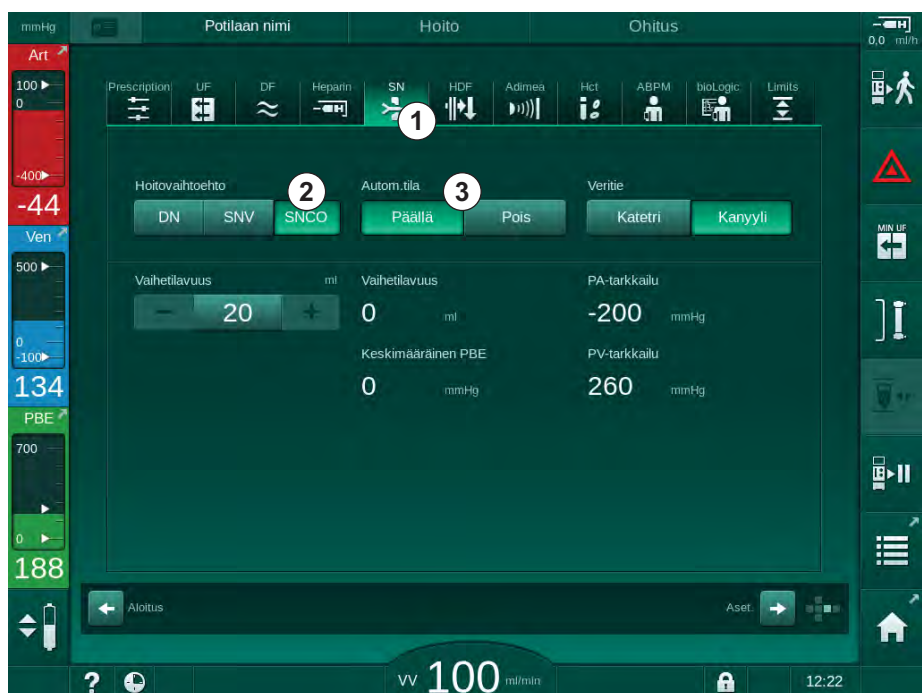 mmHg
Potilaan nimi
Hoito
Ohitus
H
0,0 ml/h
Art
100
0
-400
-44
Ven
500
0
-100
134
PBE
700
0
188
Prescription
UF
DF
Heparin
SN
HDF
Adimea
Hct
ABPM
bioLogic
Limits
H
1
Hoitovaihtoehto
2
Autom.tila
3
Veritie
DN
SNV
SNCO
Päällä
Pois
Katetri
Kanyyli
Vaihetilavuus
ml
Vaihetilavuus
PA-tarkkailu
− 20 +
0 ml
-200 mmHg
Keskimääräinen PBE
PV-tarkkailu
0 mmHg
260 mmHg
MIN UF
Aloitus
Aset.
? VV 100 ml/min
12:22